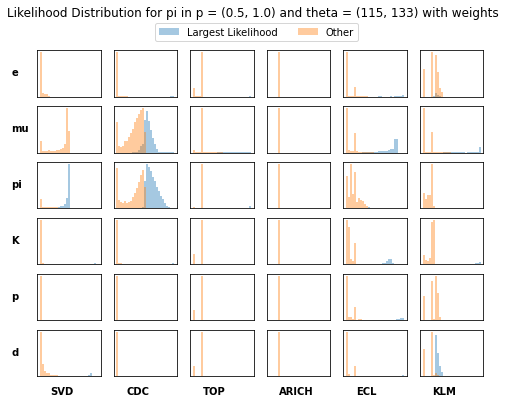 Likelihood Distribution for pi in p = (0.5, 1.0) and theta = (115, 133) with weights
Largest Likelihood Other
e
mu
pi
K
p
d
SVD CDC TOP ARICH ECL KLM